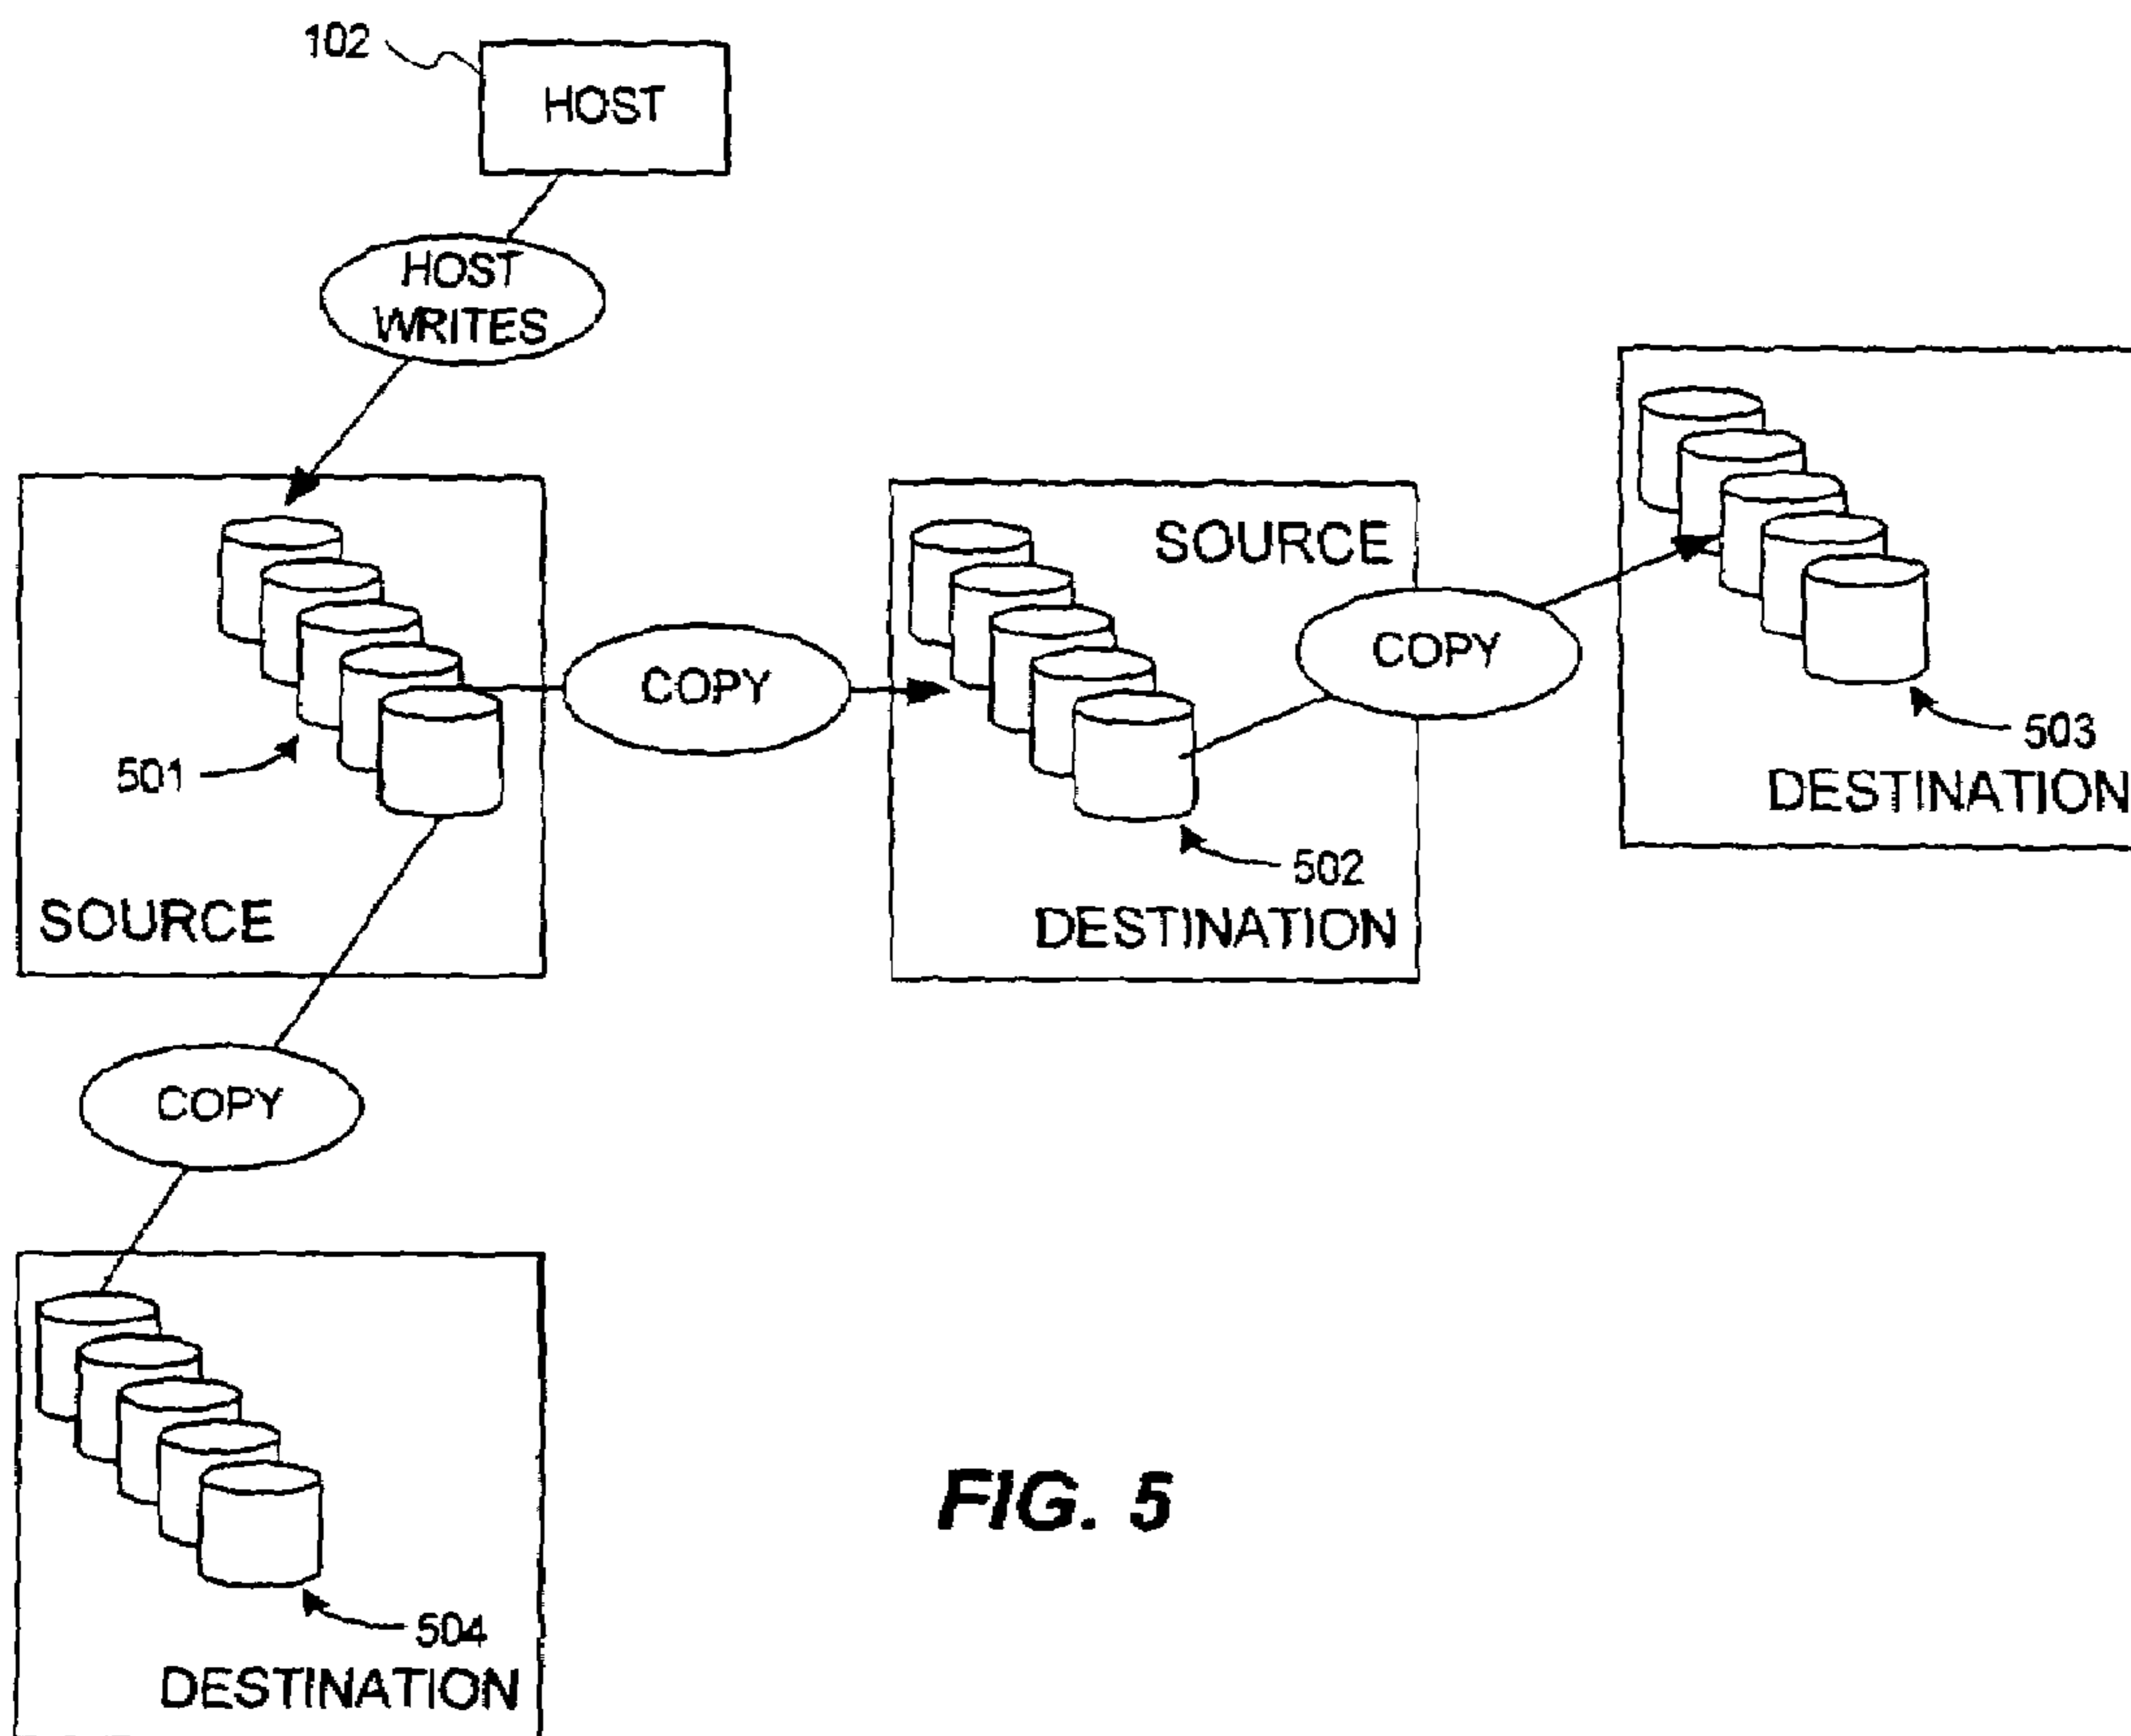 102
HOST
HOST
WRITES
SOURCE
COPY
COPY
501
503
DESTINATION
502
DESTINATION
SOURCE
COPY
504
DESTINATION
FIG. 5